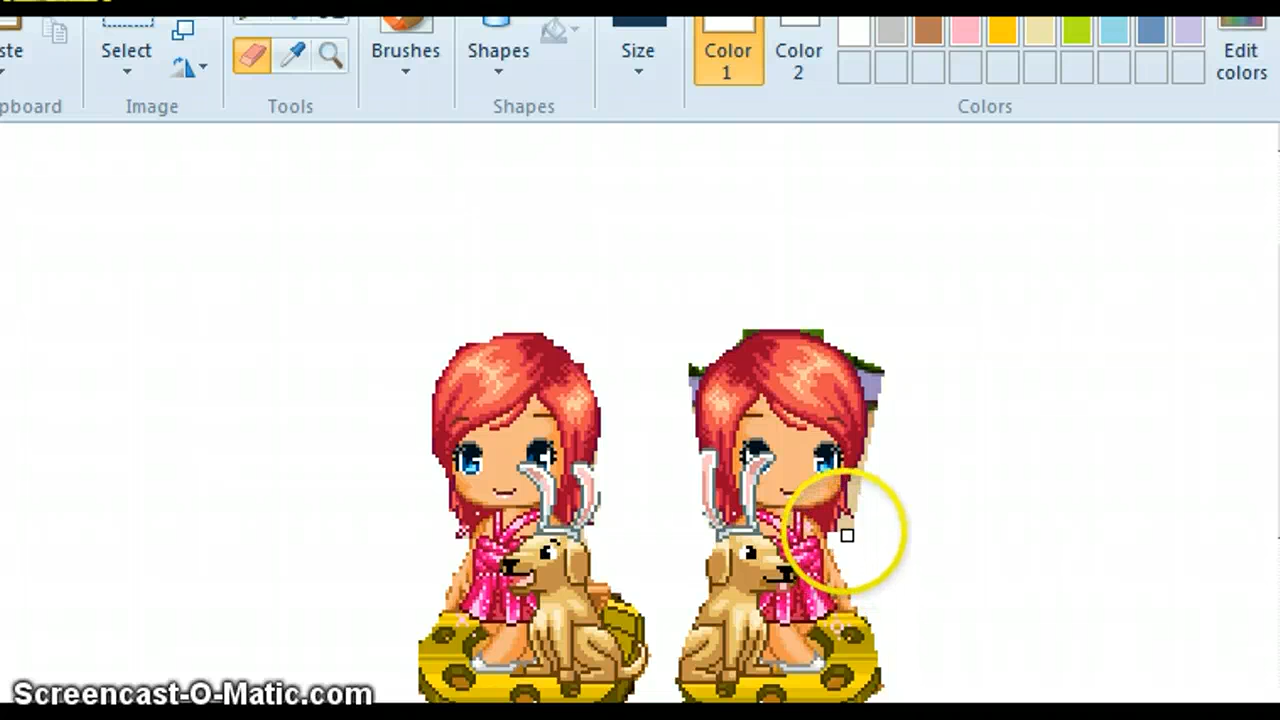 ste
Select
Brushes
Shapes
Size
Color
1
Color
2
Edit
colors
pboard
Image
Tools
Shapes
Colors
Screencast-O-Matic.com